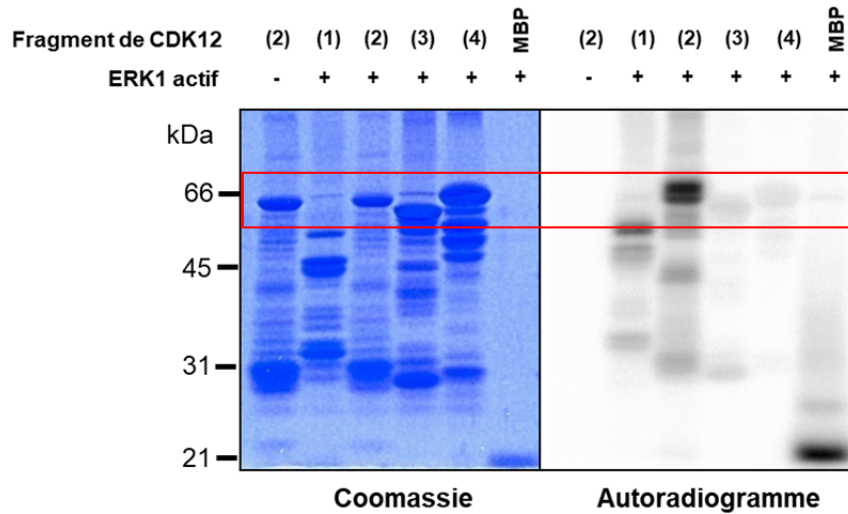 Fragment de CDK12 (2) (1) (2) (3) (4) MBP (2) (1) (2) (3) (4) MBP
ERK1 actif - + + + + + - + + + + +
kDa
66
45
31
21
Coomassie Autoradiogramme